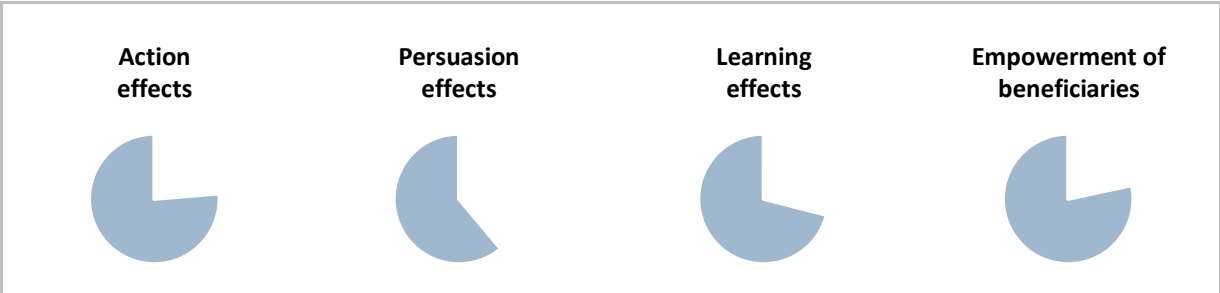 Action
effects
Persuasion
effects
Learning
effects
Empowerment of
beneficiaries